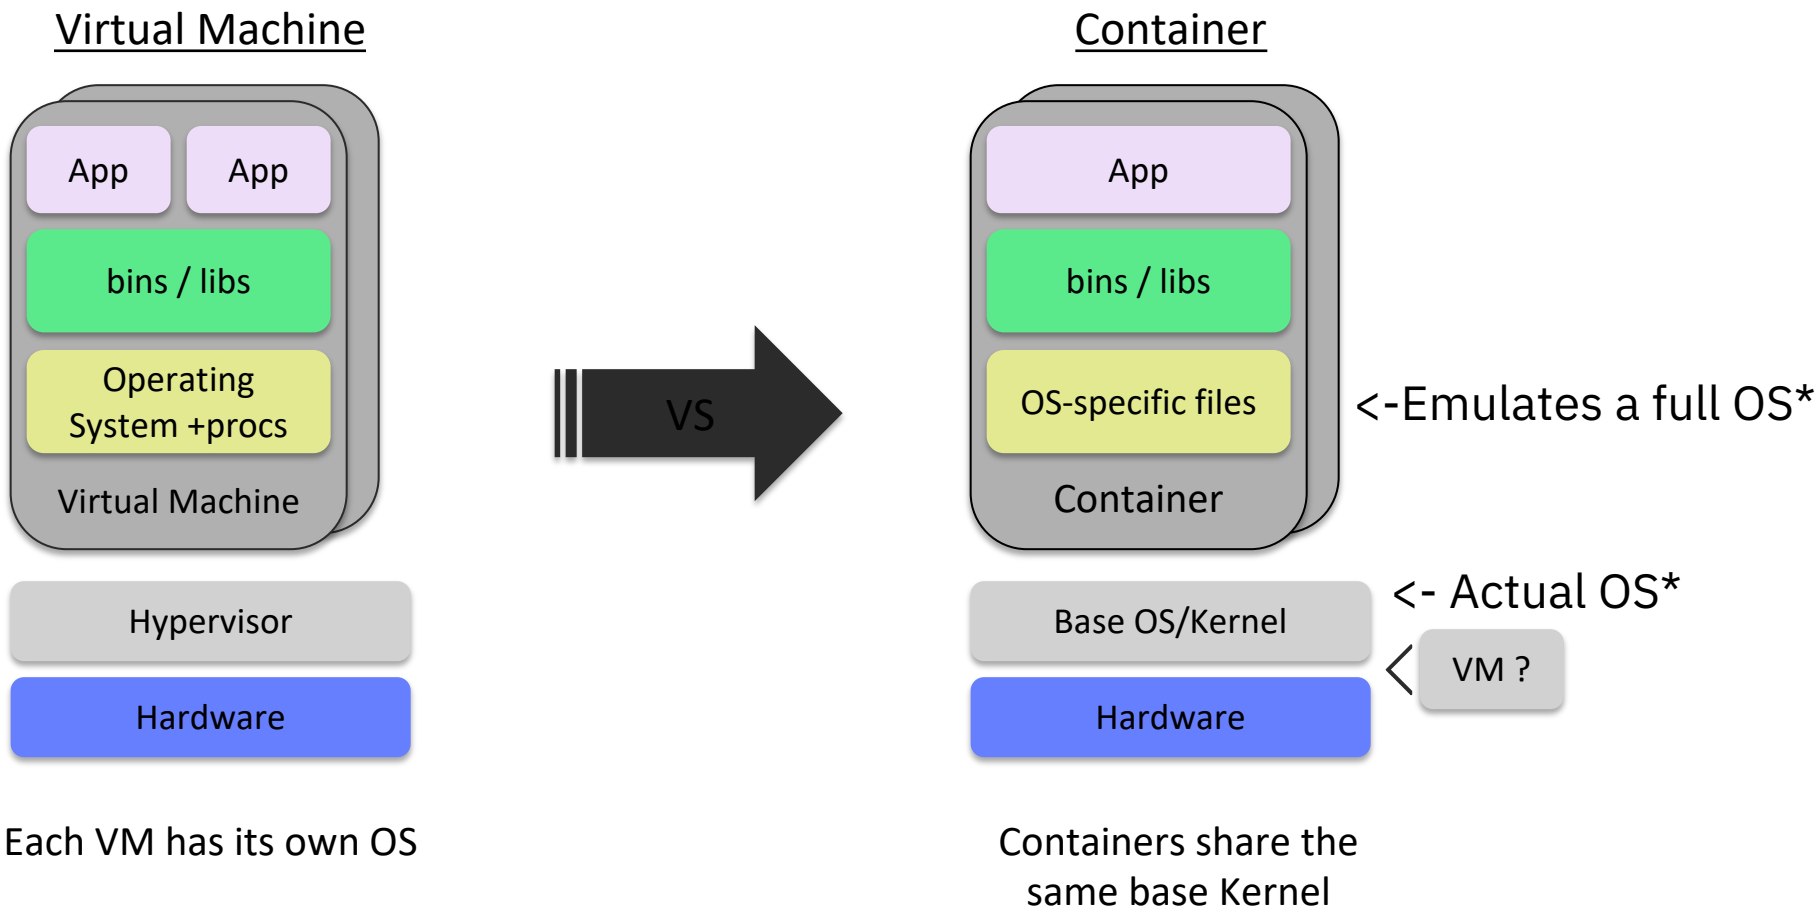 Virtual Machine
App
App
bins / libs
Operating
System +procs
Virtual Machine
Hypervisor
Hardware
Each VM has its own OS
VS
Container
App
bins / libs
OS-specific files
<-Emulates a full OS*
Container
Base OS/Kernel
<- Actual OS*
VM ?
Hardware
Containers share the
same base Kernel